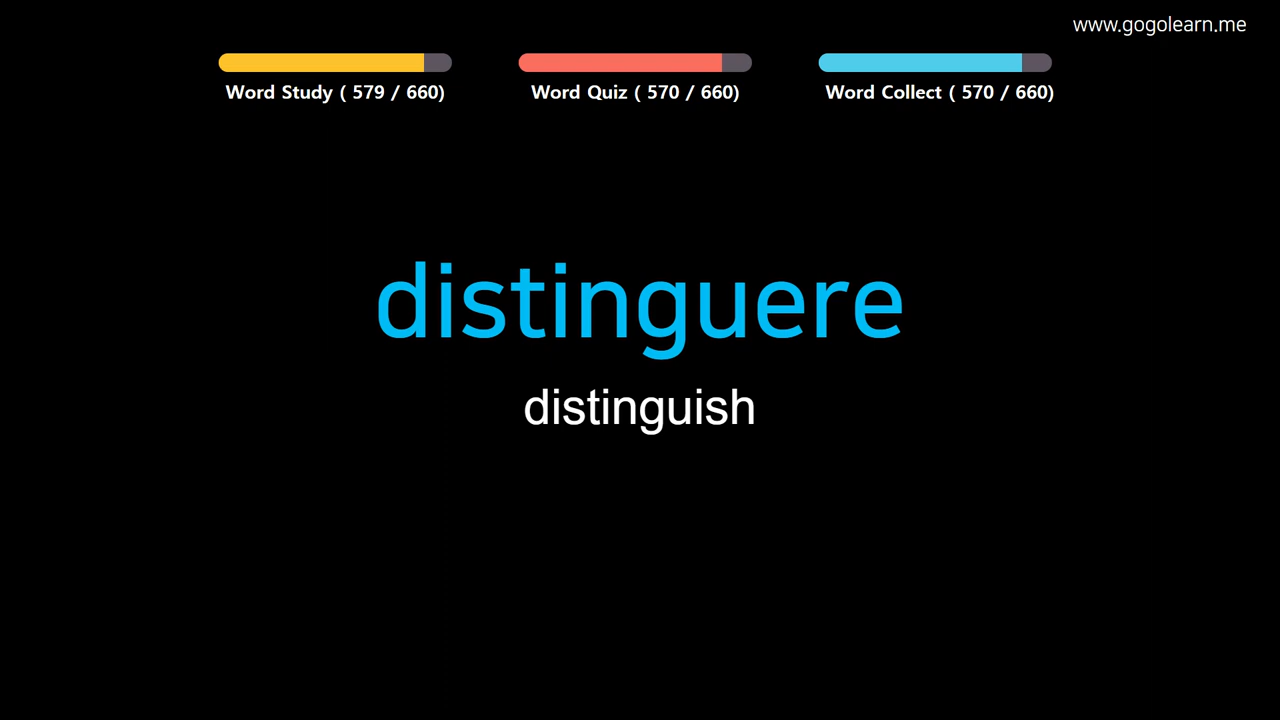 www.gogolearn.me
Word Study ( 579 / 660)
Word Quiz ( 570 / 660)
Word Collect ( 570 / 660)
distinguere
distinguish